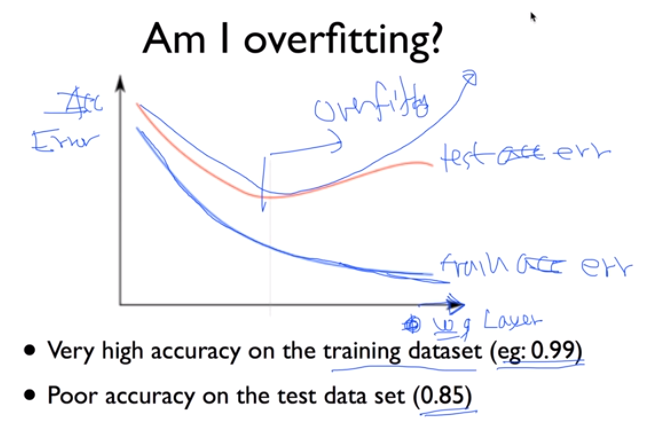 Am I overfitting?
Acc
Error
overfitting
test acc err
train acc err
Layer
• Very high accuracy on the training dataset (eg: 0.99)
• Poor accuracy on the test data set (0.85)